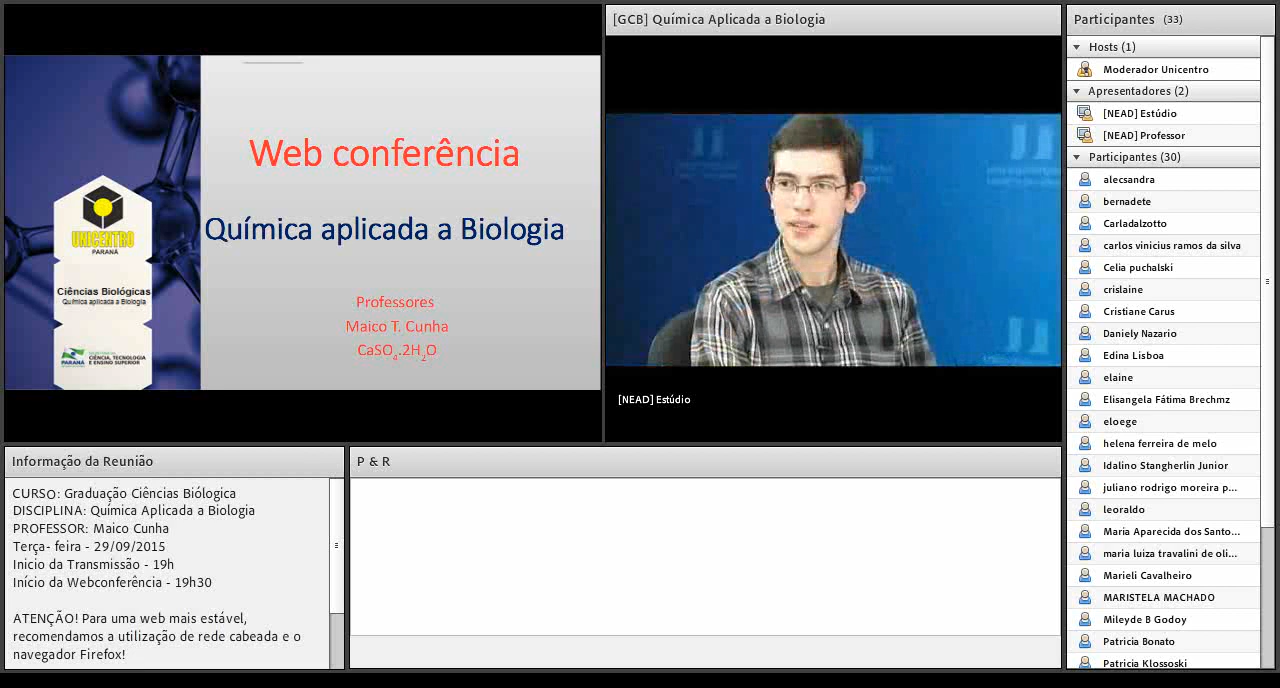 Web conferência
Química aplicada a Biologia
Professores
Maico T. Cunha
CaSO4.2H2O
UNICENTRO
PARANÁ
Ciências Biológicas
Química aplicada a Biologia
PARANÁ
CIÊNCIA, TECNOLOGIA
E ENSINO SUPERIOR
[GCB] Química Aplicada a Biologia
[NEAD] Estúdio
Participantes (33)
Hosts (1)
Moderador Unicentro
Apresentadores (2)
[NEAD] Estúdio
[NEAD] Professor
Participantes (30)
alecsandra
bernadete
Carladalzotto
carlos vinicius ramos da silva
Celia puchalski
crislaine
Cristiane Carus
Daniely Nazario
Edina Lisboa
elaine
Elisangela Fátima Brechmz
eloege
helena ferreira de melo
Idalino Stangherlin Junior
juliano rodrigo moreira p...
leoraldo
Maria Aparecida dos Santo...
maria luiza travalini de oli...
Marieli Cavalheiro
MARISTELA MACHADO
Mileyde B Godoy
Patricia Bonato
Patricia Klossoski
Informação da Reunião
CURSO: Graduação Ciências Biólogica
DISCIPLINA: Química Aplicada a Biologia
PROFESSOR: Maico Cunha
Terça- feira - 29/09/2015
Inicio da Transmissão - 19h
Início da Webconferência - 19h30
ATENÇÃO! Para uma web mais estável,
recomendamos a utilização de rede cabeada e o
navegador Firefox!
P & R